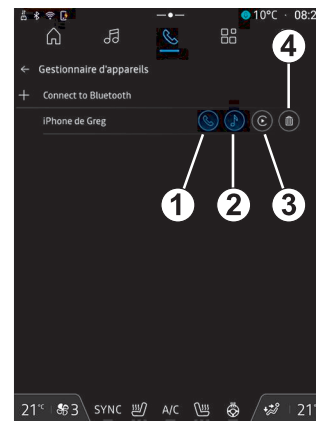 10°C · 08:2
4
Gestionnaire d'appareils
Connect to Bluetooth
iPhone de Greg
1 2 3
21°C 3 SYNC A/C 21°